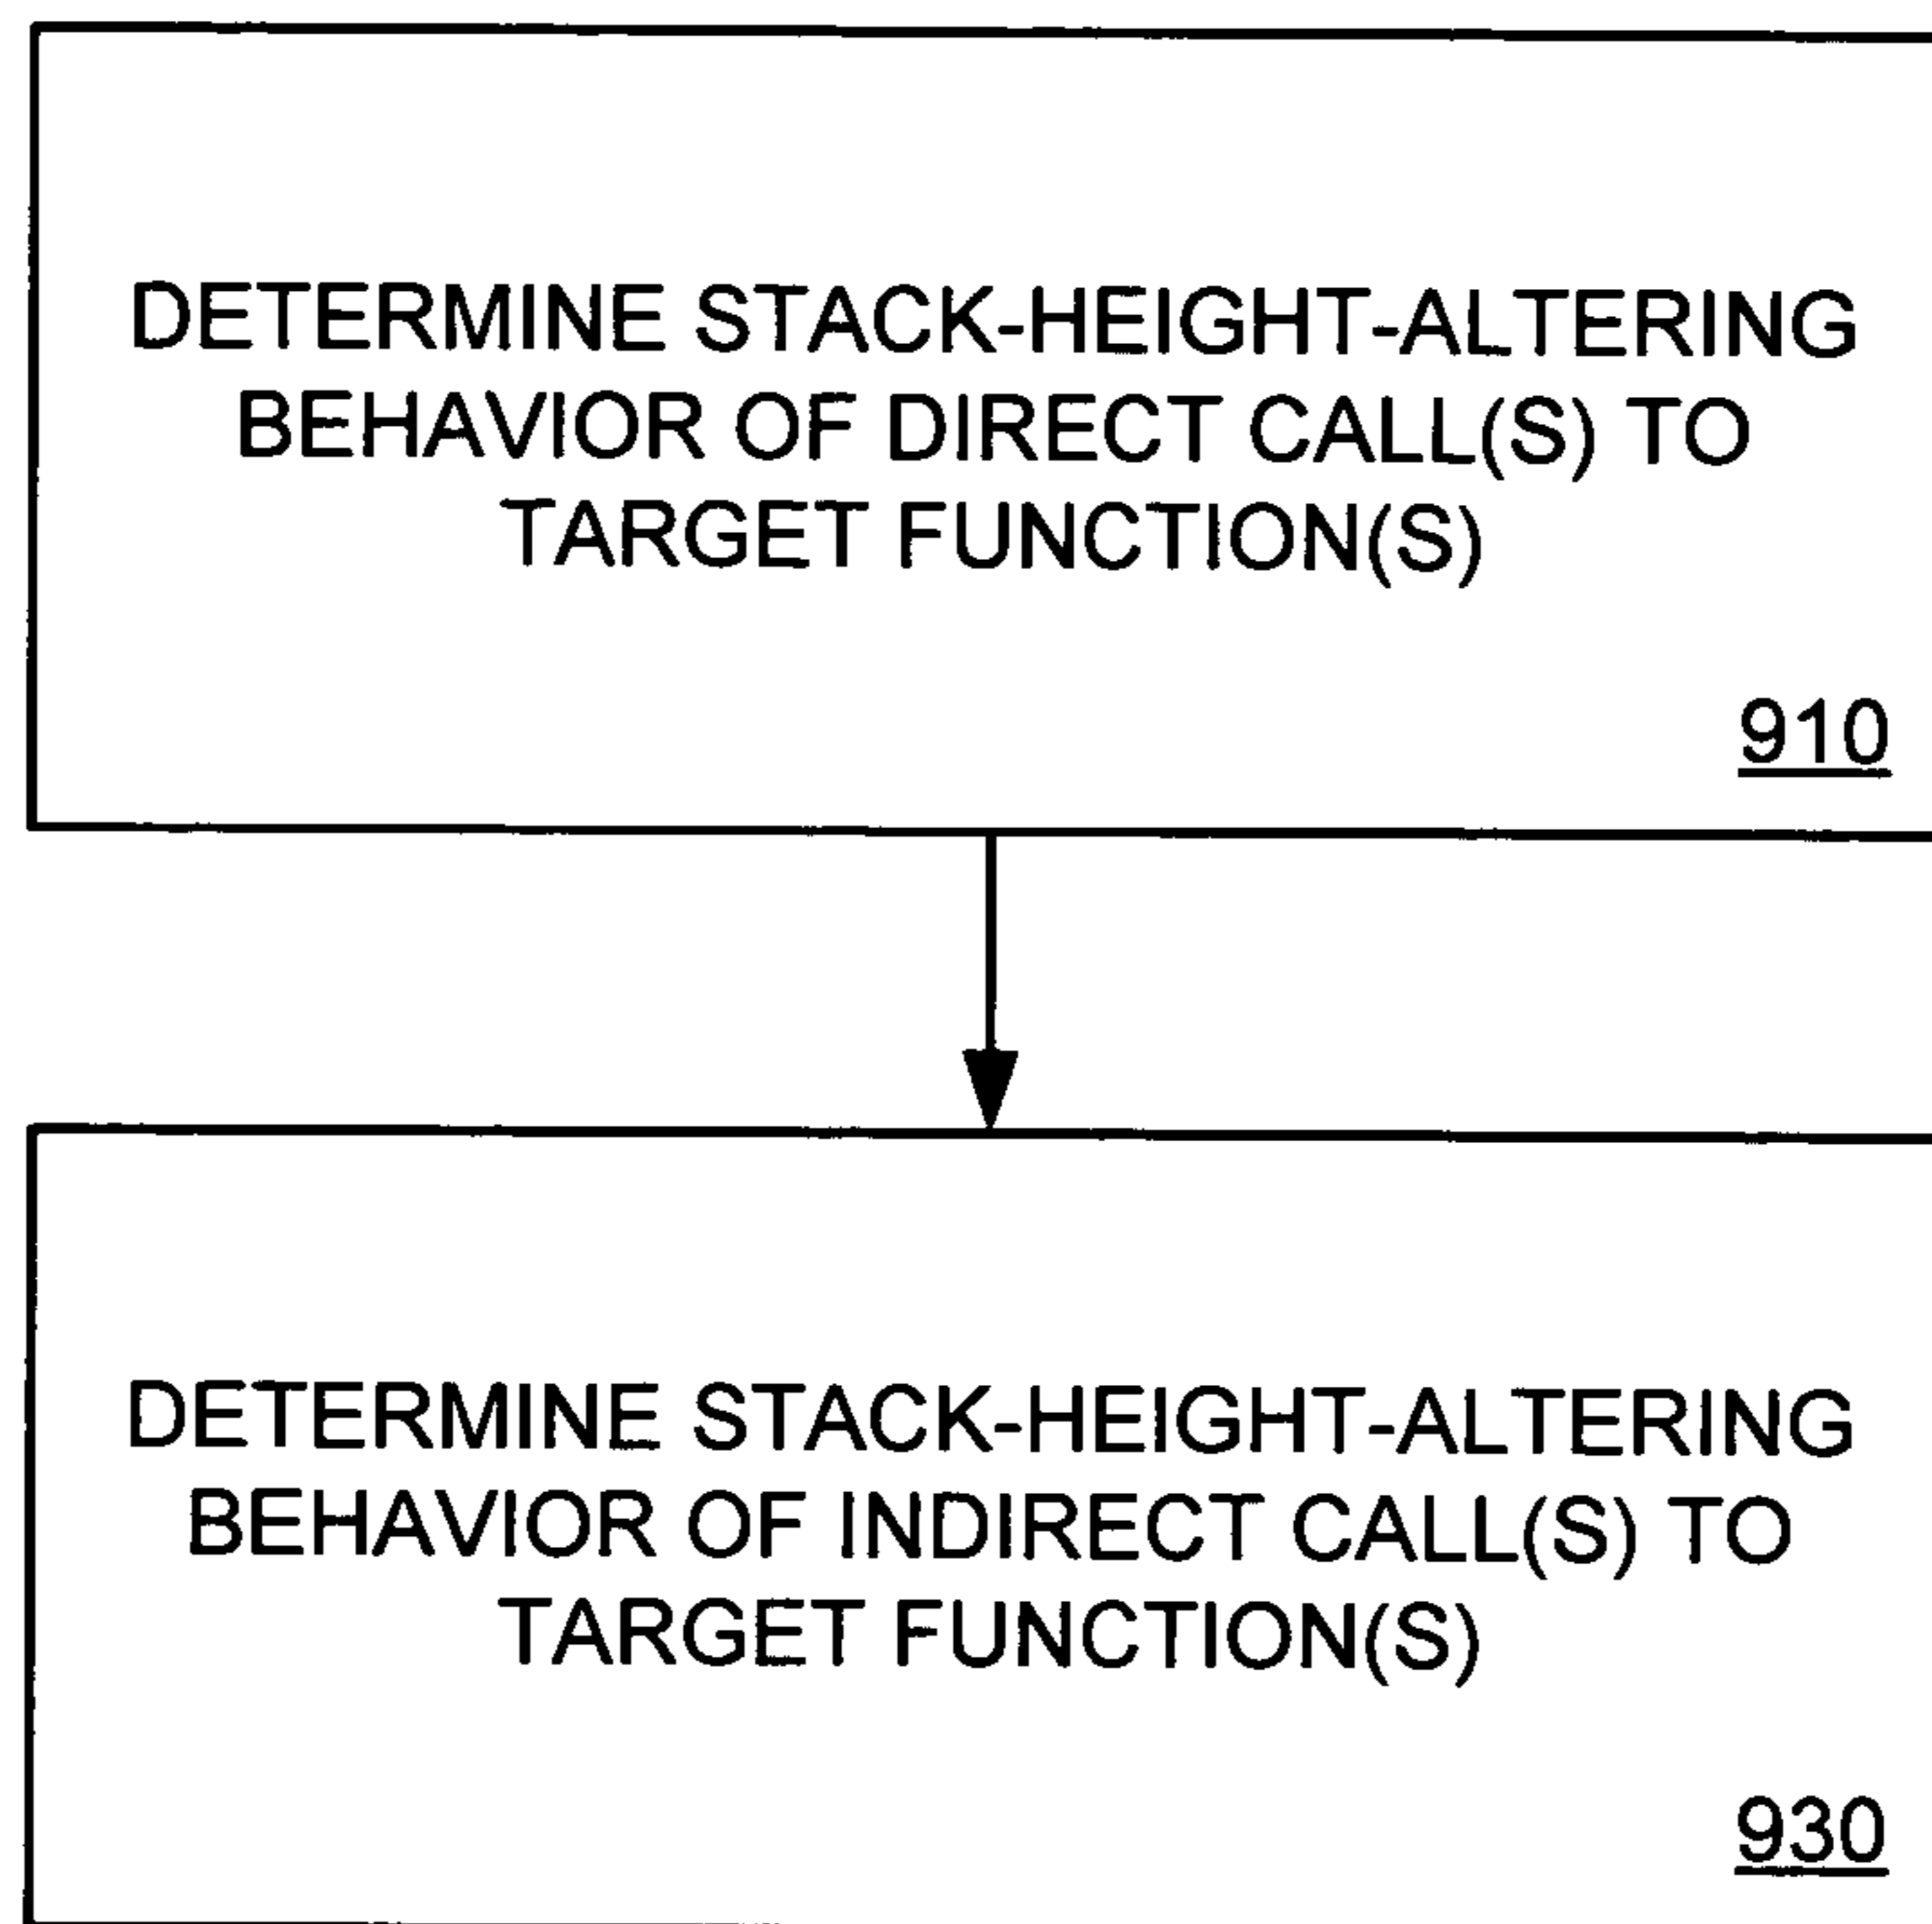 DETERMINE STACK-HEIGHT-ALTERING
BEHAVIOR OF DIRECT CALL(S) TO
TARGET FUNCTION(S)
910
DETERMINE STACK-HEIGHT-ALTERING
BEHAVIOR OF INDIRECT CALL(S) TO
TARGET FUNCTION(S)
930